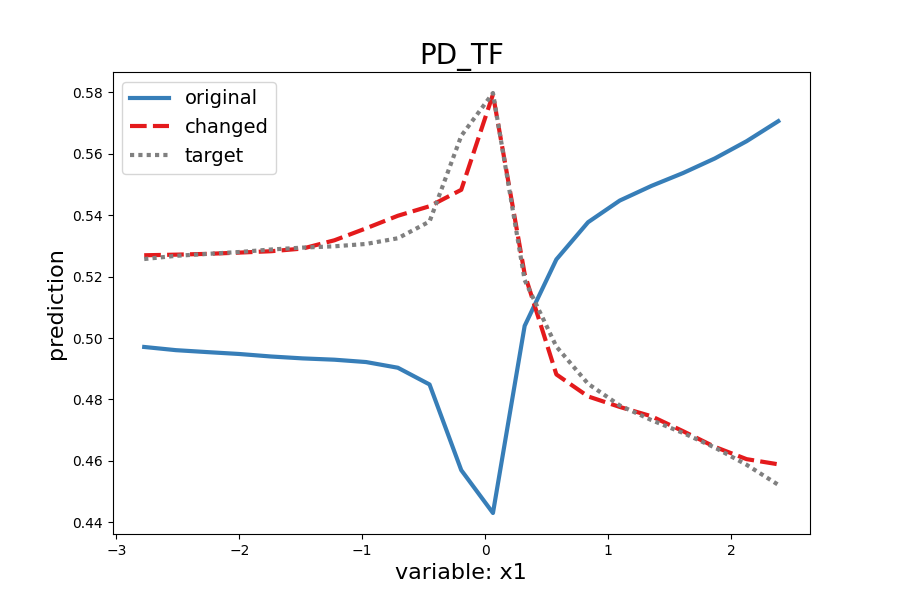 PD_TF
original
changed
target
prediction
0.58
0.56
0.54
0.52
0.50
0.48
0.46
0.44
−3
−2
−1
0
1
2
variable: x1